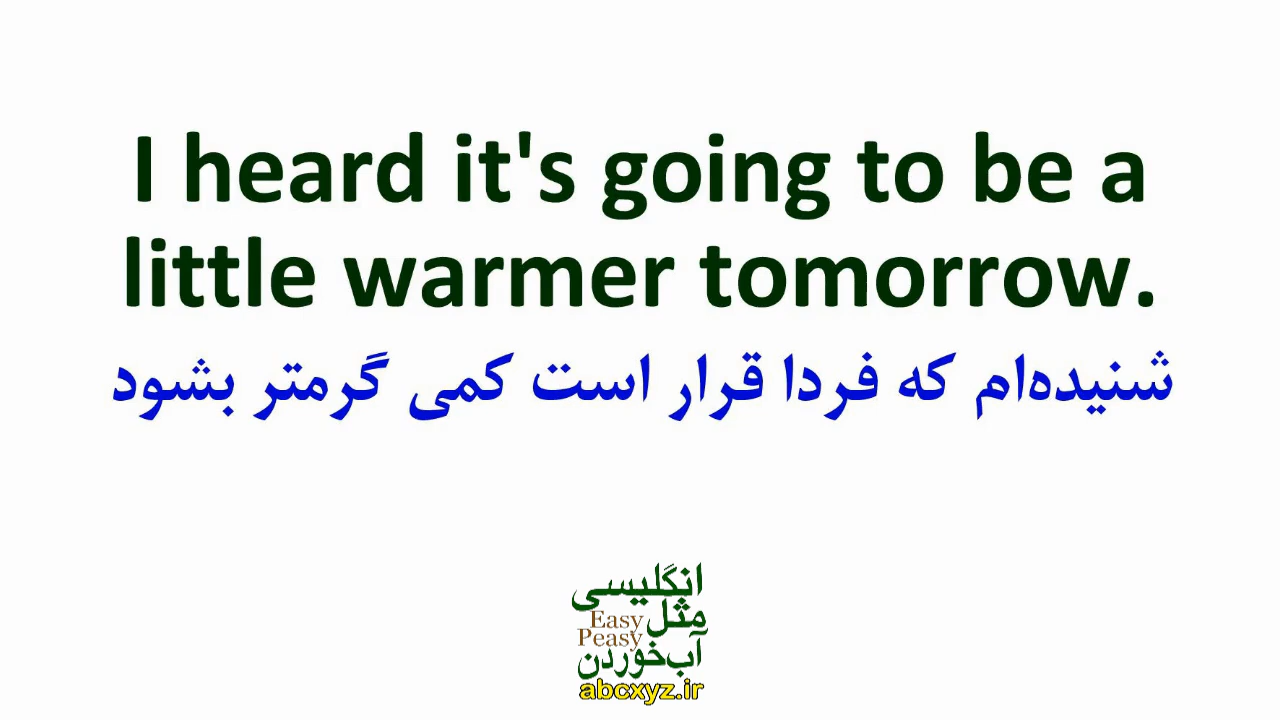 I heard it's going to be a
little warmer tomorrow.
شنیده‌ام که فردا قرار است کمی گرمتر بشود
انگلیسی
مثل
Easy
Peasy
آب‌خوردن
abcxyz.ir